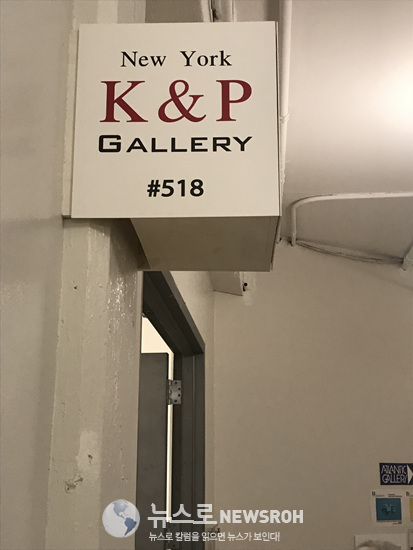 New York
K & P
GALLERY
#518
ATLANTIC
GALLERY
뉴스로 NEWSROH
뉴스로 칼럼을 읽으면 뉴스가 보인다!